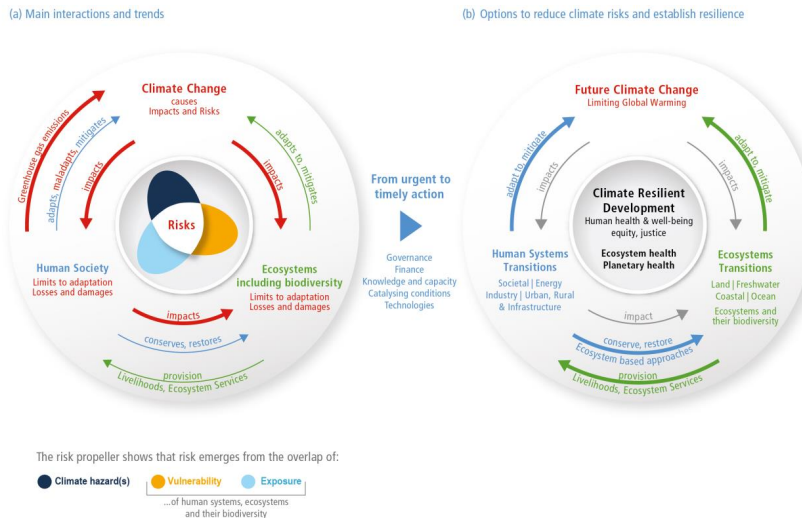 (a) Main interactions and trends
Climate Change
causes
Impacts and Risks
Greenhouse gas emissions
adapts, maladapts, mitigates
impacts
impacts
adapts to, mitigates
Risks
Human Society
Limits to adaptation
Losses and damages
Ecosystems
including biodiversity
Limits to adaptation
Losses and damages
impacts
conserves, restores
provision
Livelihoods, Ecosystem Services
From urgent to
timely action
Governance
Finance
Knowledge and capacity
Catalysing conditions
Technologies
(b) Options to reduce climate risks and establish resilience
Future Climate Change
Limiting Global Warming
adapt to, mitigate
impacts
impacts
adapt to, mitigate
Climate Resilient
Development
Human health & well-being
equity, justice
Ecosystem health
Planetary health
Human Systems
Transitions
Societal | Energy
Industry | Urban, Rural
& Infrastructure
Ecosystems
Transitions
Land | Freshwater
Coastal | Ocean
Ecosystems and
their biodiversity
impact
conserve, restore
Ecosystem based approaches
provision
Livelihoods, Ecosystem Services
The risk propeller shows that risk emerges from the overlap of:
Climate hazard(s)
Vulnerability
Exposure
...of human systems, ecosystems
and their biodiversity